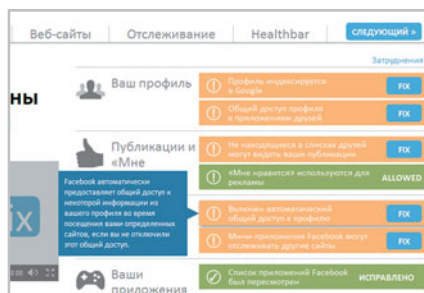 Веб-сайты Отслеживание Healthbar СЛЕДУЮЩИЙ »
Затруднения
ны
Ваш профиль
Профиль индексируется
в Google
FIX
Общий доступ профиля
к приложениям друзей
FIX
Публикации и
«Мне
Не находящиеся в списках друзей
могут видеть ваши публикации
FIX
«Мне нравится» используются для
рекламы
ALLOWED
Facebook автоматически
предоставляет общий доступ к
некоторой информации из
вашего профиля во время
посещения вами определенных
сайтов, если вы не отключили
этот общий доступ.
ix
Включен автоматический
общий доступ к профилю
FIX
Мини-приложения Facebook могут
отслеживать другие сайты
FIX
Ваши
приложения
Список приложений Facebook
был пересмотрен
ИСПРАВЛЕНО